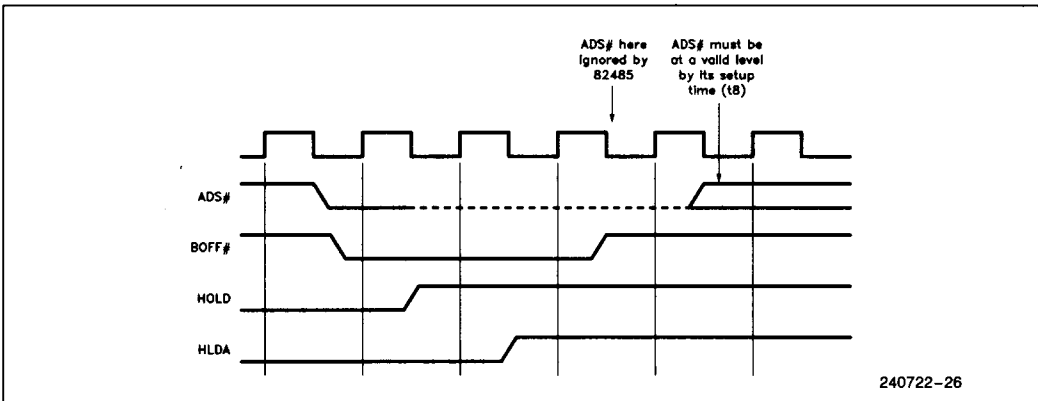 ADS# here
ignored by
82485
ADS# must be
at a valid level
by its setup
time (t8)
ADS#
BOFF#
HOLD
HLDA
240722-26